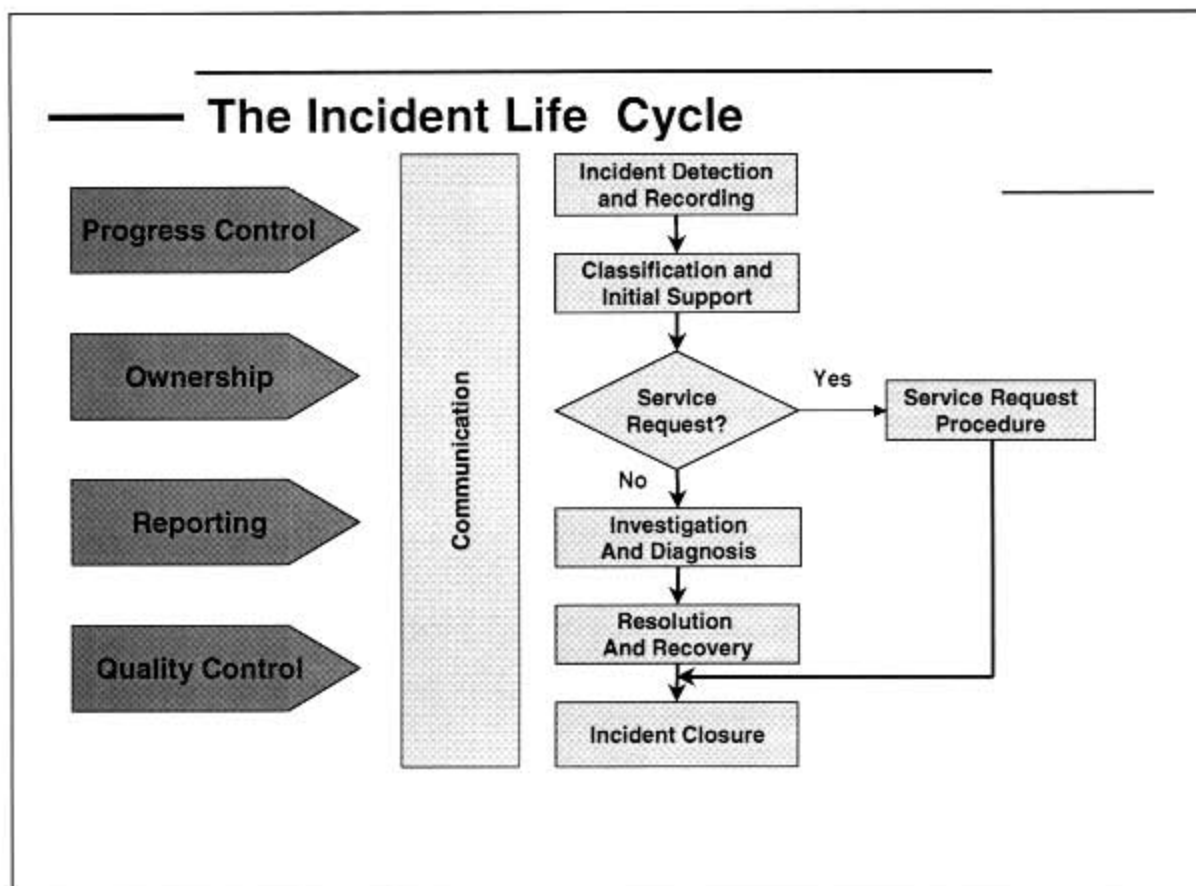 The Incident Life Cycle
Progress Control
Ownership
Reporting
Quality Control
Communication
Incident Detection
and Recording
Classification and
Initial Support
Service
Request?
Yes
Service Request
Procedure
No
Investigation
And Diagnosis
Resolution
And Recovery
Incident Closure